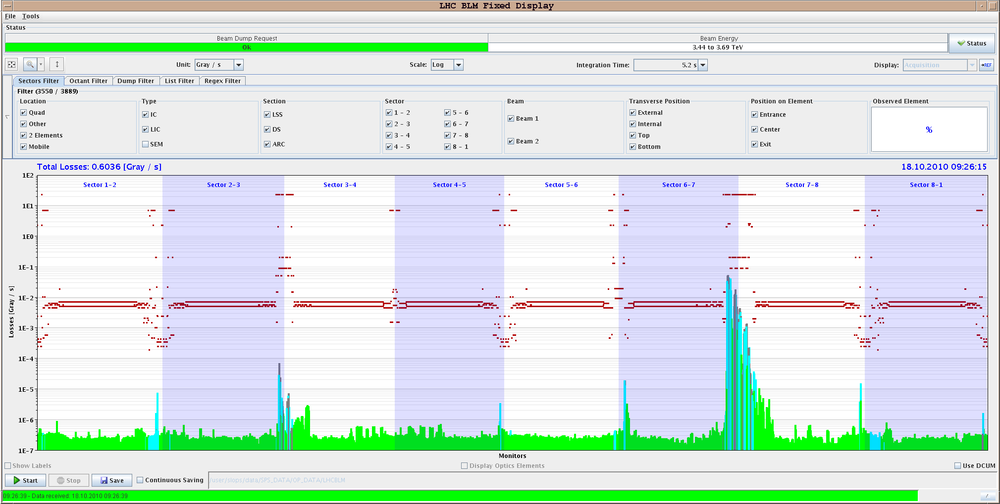 LHC BLM Fixed Display
File Tools
Status
Beam Dump Request Beam Energy
Ok 3.44 to 3.69 TeV Status
Unit: Gray / s Scale: Log Integration Time: 5.2 s Display: Acquisition REF
Sectors Filter Octant Filter Dump Filter List Filter Regex Filter
Filter (3550 / 3889)
Location Type Section Sector Beam Transverse Position Position on Element Observed Element
Quad IC LSS 1 - 2 5 - 6 Beam 1 External Entrance
Other LIC DS 2 - 3 6 - 7 Internal Center %
2 Elements SEM ARC 3 - 4 7 - 8 Beam 2 Top Exit
Mobile 4 - 5 8 - 1 Bottom
Total Losses: 0.6036 [Gray / s] 18.10.2010 09:26:15
Sector 1-2 Sector 2-3 Sector 3-4 Sector 4-5 Sector 5-6 Sector 6-7 Sector 7-8 Sector 8-1
1E2
1E1
1E0
1E-1
1E-2
1E-3
1E-4
1E-5
1E-6
1E-7
Losses [Gray / s]
Monitors
Show Labels Display Optics Elements Use DCUM
Start STOP Stop Save Continuous Saving /user/slops/data/SPS_DATA/OP_DATA/LHCBLM
09:26:39 - Data received: 18.10.2010 09:26:39